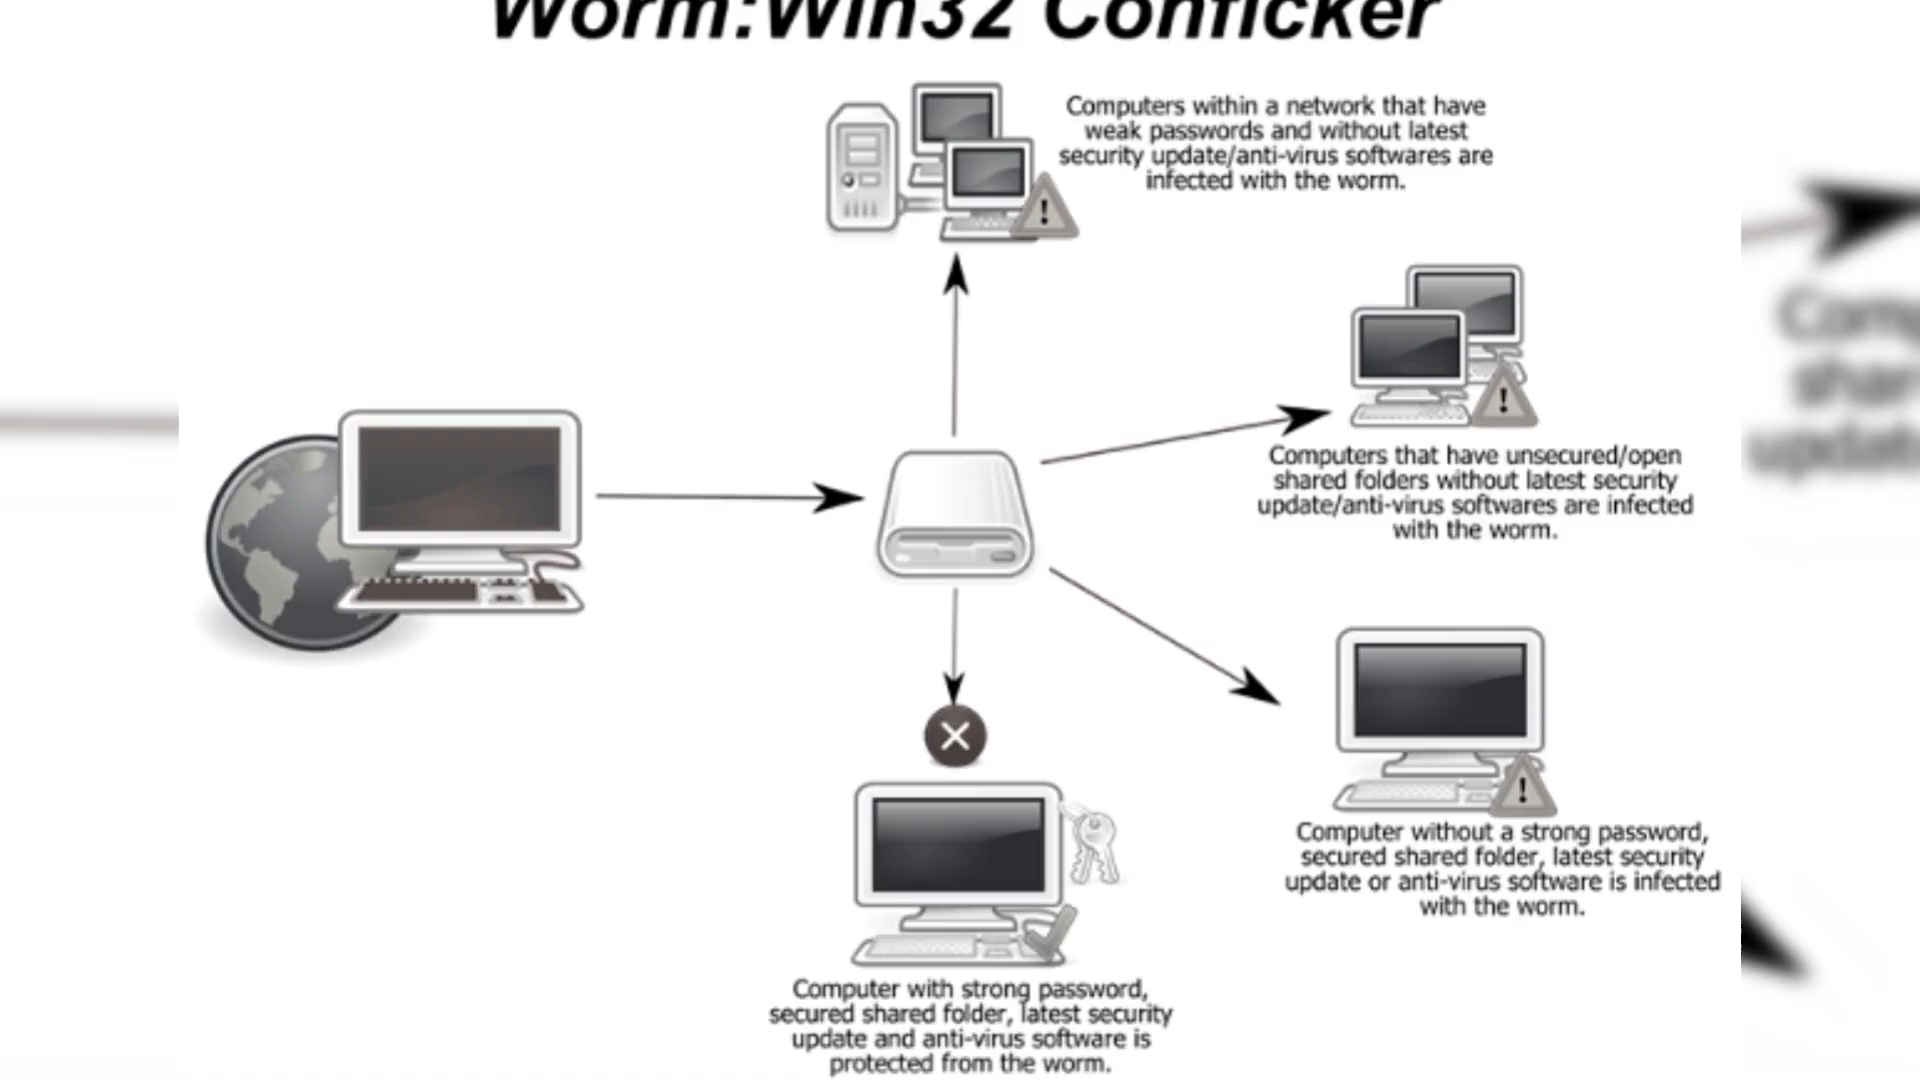 Worm:Win32 Conficker
Computers within a network that have
weak passwords and without latest
security update/anti-virus softwares are
infected with the worm.
Computers that have unsecured/open
shared folders without latest security
update/anti-virus softwares are infected
with the worm.
Computer without a strong password,
secured shared folder, latest security
update or anti-virus software is infected
with the worm.
Computer with strong password,
secured shared folder, latest security
update and anti-virus software is
protected from the worm.